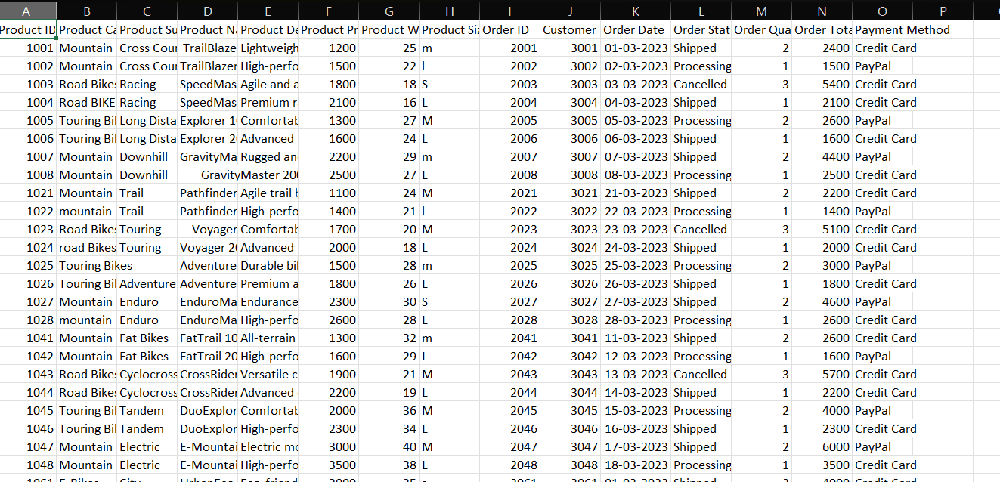 A B C D E F G H I J K L M N O P
Product ID Product Ca Product Su Product Na Product De Product Pr Product W Product Siz Order ID Customer Order Date Order Stat Order Qua Order Tota Payment Method
1001 Mountain Cross Cour TrailBlaze Lightweigh 1200 25 m 2001 3001 01-03-2023 Shipped 2 2400 Credit Card
1002 Mountain Cross Cour TrailBlazer High-perfo 1500 22 l 2002 3002 02-03-2023 Processing 1 1500 PayPal
1003 Road Bikes Racing SpeedMas Agile and a 1800 18 S 2003 3003 03-03-2023 Cancelled 3 5400 Credit Card
1004 Road BIKE Racing SpeedMas Premium r 2100 16 L 2004 3004 04-03-2023 Shipped 1 2100 Credit Card
1005 Touring Bil Long Dista Explorer 10 Comfortab 1300 27 M 2005 3005 05-03-2023 Processing 2 2600 PayPal
1006 Touring Bil Long Dista Explorer 20 Advanced 1600 24 L 2006 3006 06-03-2023 Shipped 1 1600 Credit Card
1007 Mountain Downhill GravityMa Rugged an 2200 29 m 2007 3007 07-03-2023 Shipped 2 4400 PayPal
1008 Mountain Downhill GravityMaster 200 2500 27 L 2008 3008 08-03-2023 Processing 1 2500 Credit Card
1021 Mountain Trail Pathfinder Agile trail b 1100 24 M 2021 3021 21-03-2023 Shipped 2 2200 Credit Card
1022 mountain Trail Pathfinder High-perfo 1400 21 l 2022 3022 22-03-2023 Processing 1 1400 PayPal
1023 Road Bikes Touring Voyager Comfortab 1700 20 M 2023 3023 23-03-2023 Cancelled 3 5100 Credit Card
1024 road Bikes Touring Voyager 20 Advanced 2000 18 L 2024 3024 24-03-2023 Shipped 1 2000 Credit Card
1025 Touring Bikes Adventure Durable bil 1500 28 m 2025 3025 25-03-2023 Processing 2 3000 PayPal
1026 Touring Bil Adventure Adventure Premium a 1800 26 L 2026 3026 26-03-2023 Shipped 1 1800 Credit Card
1027 Mountain Enduro EnduroMa Endurance 2300 30 S 2027 3027 27-03-2023 Shipped 2 4600 PayPal
1028 mountain Enduro EnduroMa High-perfo 2600 28 L 2028 3028 28-03-2023 Processing 1 2600 Credit Card
1041 Mountain Fat Bikes FatTrail 10 All-terrain 1300 32 m 2041 3041 11-03-2023 Shipped 2 2600 Credit Card
1042 Mountain Fat Bikes FatTrail 20 High-perfo 1600 29 L 2042 3042 12-03-2023 Processing 1 1600 PayPal
1043 Road Bikes Cyclocross CrossRider Versatile c 1900 21 M 2043 3043 13-03-2023 Cancelled 3 5700 Credit Card
1044 Road Bikes Cyclocross CrossRider Advanced 2200 19 L 2044 3044 14-03-2023 Shipped 1 2200 Credit Card
1045 Touring Bil Tandem DuoExplor Comfortab 2000 36 M 2045 3045 15-03-2023 Processing 2 4000 PayPal
1046 Touring Bil Tandem DuoExplor High-perfo 2300 34 L 2046 3046 16-03-2023 Shipped 1 2300 Credit Card
1047 Mountain Electric E-Mountai Electric mo 3000 40 M 2047 3047 17-03-2023 Shipped 2 6000 PayPal
1048 Mountain Electric E-Mountai High-perfo 3500 38 L 2048 3048 18-03-2023 Processing 1 3500 Credit Card